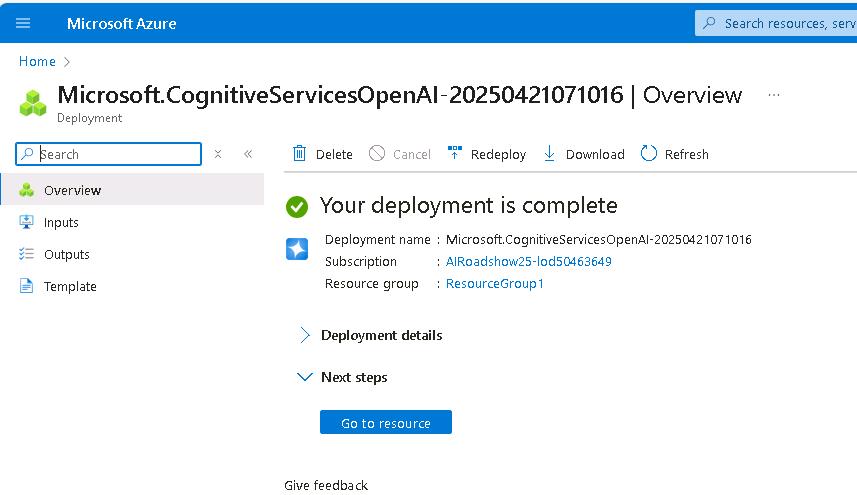 Microsoft Azure
Search resources, serv
Home
Microsoft.CognitiveServicesOpenAI-20250421071016 | Overview ...
Deployment
Search
Delete Cancel Redeploy Download Refresh
Overview
Inputs
Outputs
Template
Your deployment is complete
Deployment name : Microsoft.CognitiveServicesOpenAI-20250421071016
Subscription : AIRoadshow25-lod50463649
Resource group : ResourceGroup1
Deployment details
Next steps
Go to resource
Give feedback